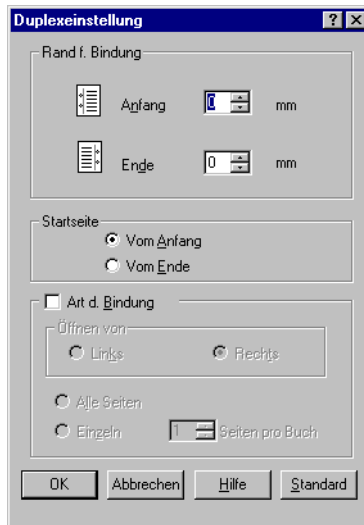 Duplexeinstellung
Rand f. Bindung
Anfang 0 mm
Ende 0 mm
Startseite
Vom Anfang
Vom Ende
Art d. Bindung
Öffnen von
Links Rechts
Alle Seiten
Einzeln 1 Seiten pro Buch
OK Abbrechen Hilfe Standard